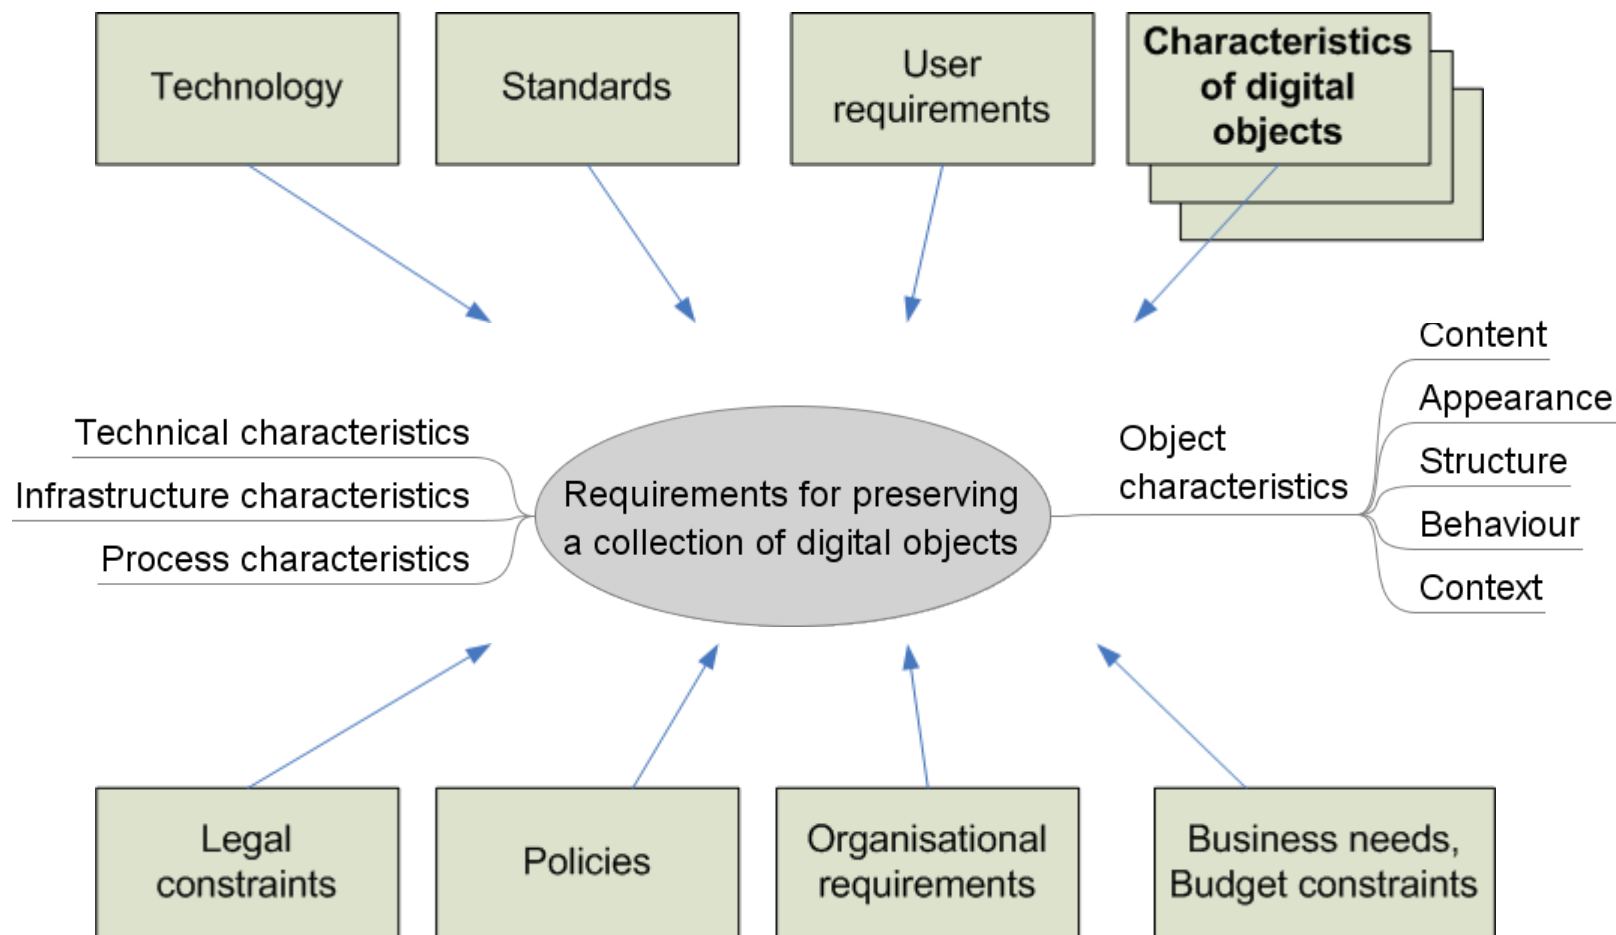 Technology
Standards
User
requirements
Characteristics
of digital
objects
Technical characteristics
Infrastructure characteristics
Process characteristics
Requirements for preserving
a collection of digital objects
Object
characteristics
Content
Appearance
Structure
Behaviour
Context
Legal
constraints
Policies
Organisational
requirements
Business needs,
Budget constraints